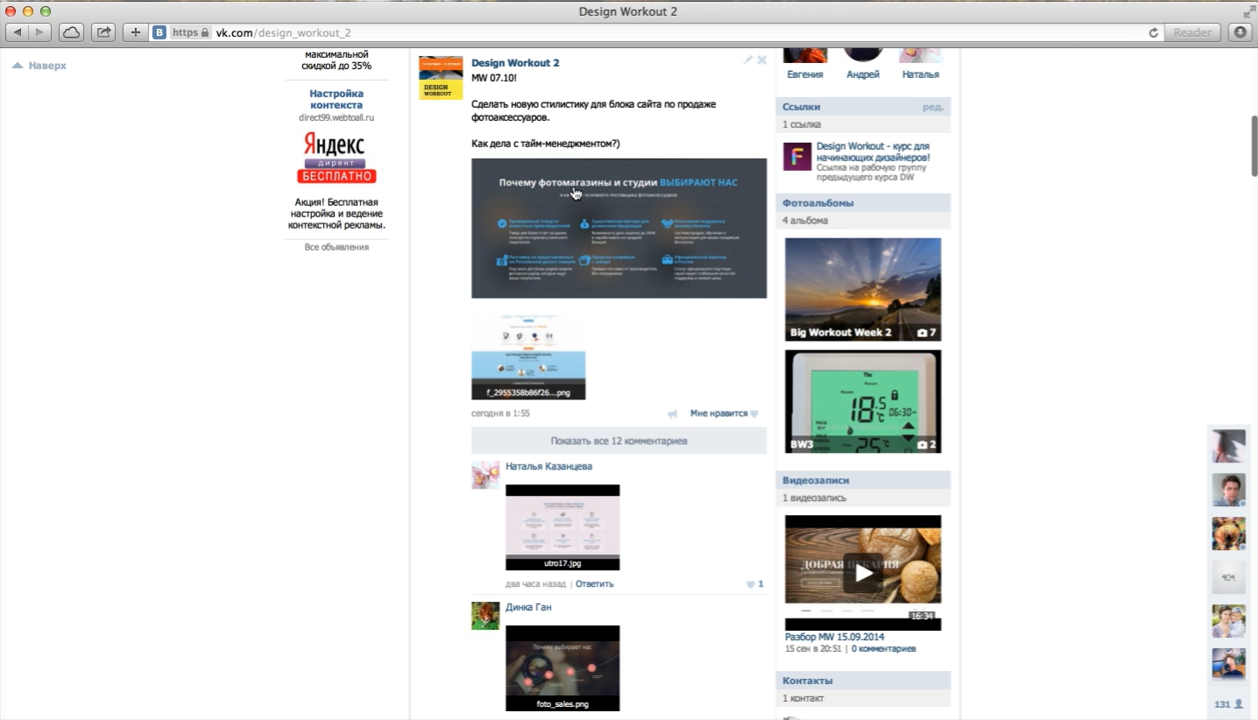 Design Workout 2
https
vk.com/design_workout_2
Reader
Наверх
максимальной
скидкой до 35%
Настройка
контекста
direct99.webtoall.ru
Яндекс
директ
БЕСПЛАТНО
Акция! Бесплатная
настройка и ведение
контекстной рекламы.
Все объявления
DESIGN
WORKOUT
Design Workout 2
MW 07.10!
Сделать новую стилистику для блока сайта по продаже
фотоаксессуаров.
Как дела с тайм-менеджментом?)
Почему фотомагазины и студии ВЫБИРАЮТ НАС
f_2955358b86f26...png
сегодня в 1:55
Мне нравится
Показать все 12 комментариев
Наталья Казанцева
utro17.jpg
два часа назад | Ответить
1
Динка Ган
Почему выбирают нас
foto_sales.png
Евгения
Андрей
Наталья
Ссылки
ред.
1 ссылка
F
Design Workout - курс для
начинающих дизайнеров!
Ссылка на рабочую группу
предыдущего курса DW
Фотоальбомы
4 альбома
Big Workout Week 2
7
BW3
2
Видеозаписи
1 видеозапись
ДОБРАЯ ПЕКАРНЯ
16:34
Разбор MW 15.09.2014
15 сен в 20:51 | 0 комментариев
Контакты
1 контакт
131